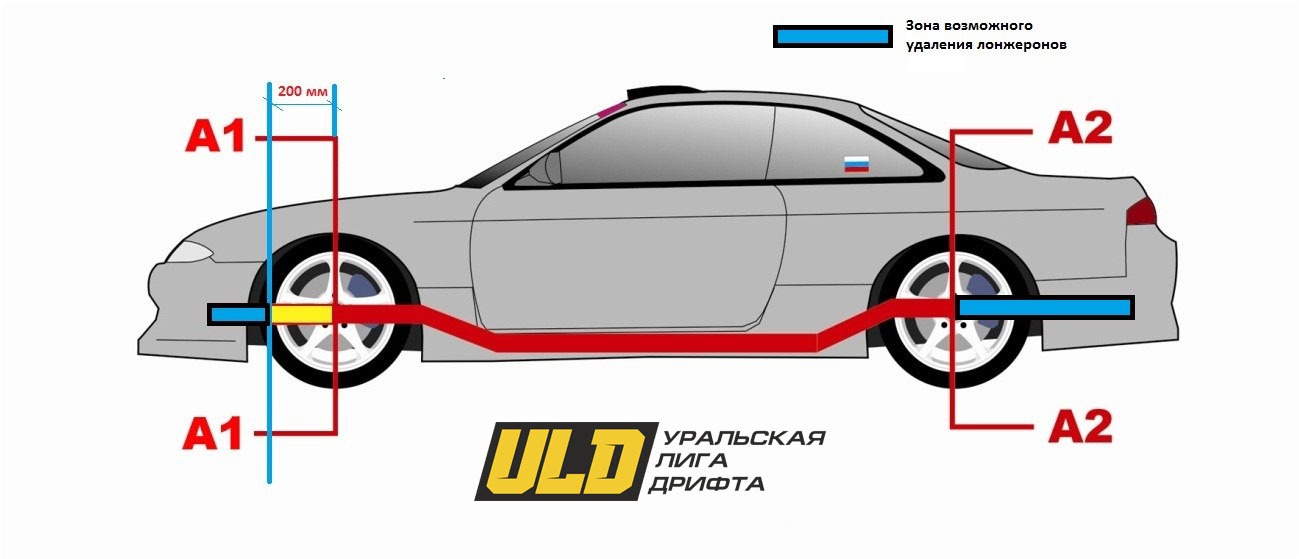 Зона возможного
удаления лонжеронов
200 мм
A1
A2
A1
A2
ULD
УРАЛЬСКАЯ
ЛИГА
ДРИФТА